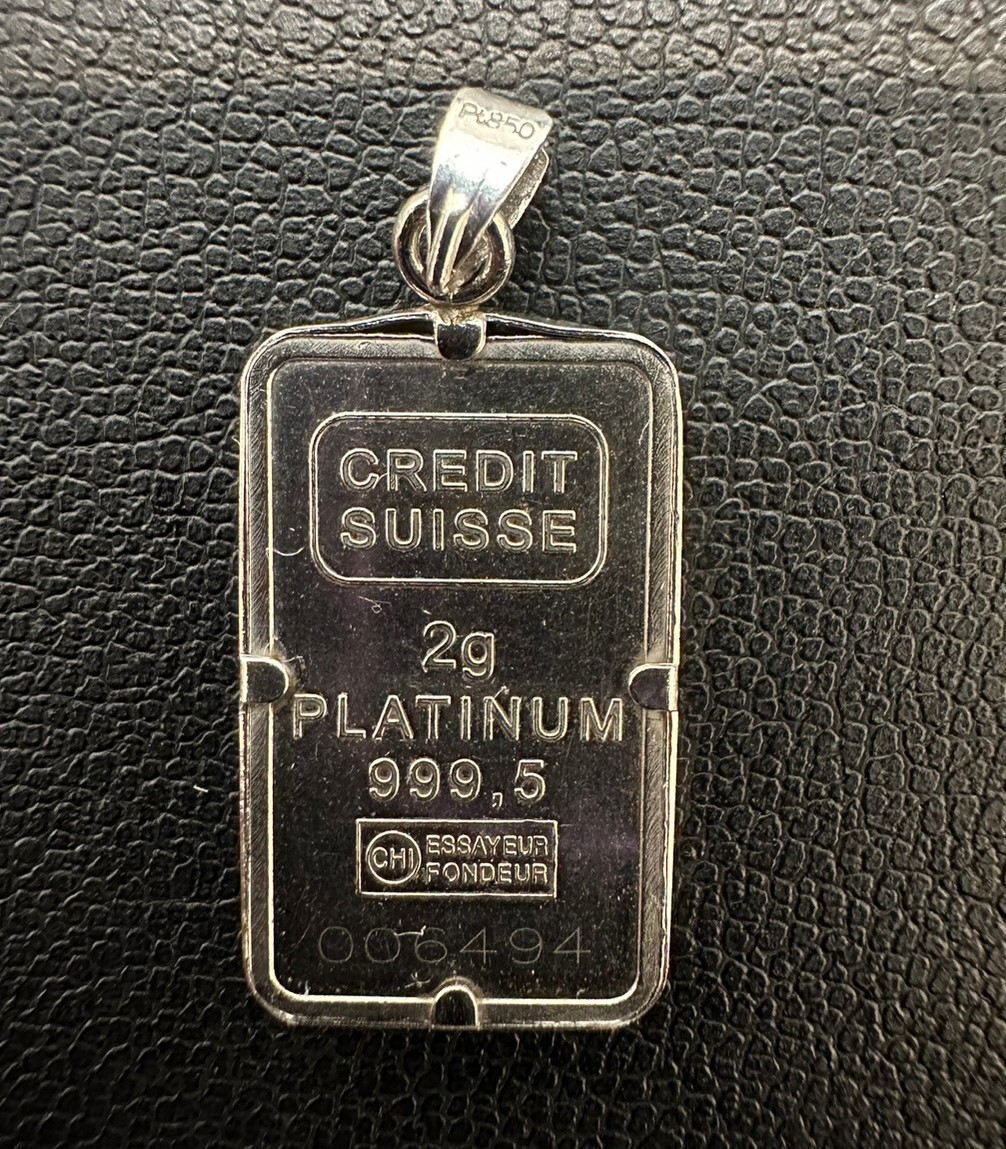 Pt850
CREDIT
SUISSE
2g
PLATINUM
999,5
CHI ESSAYEUR
FONDEUR
006494